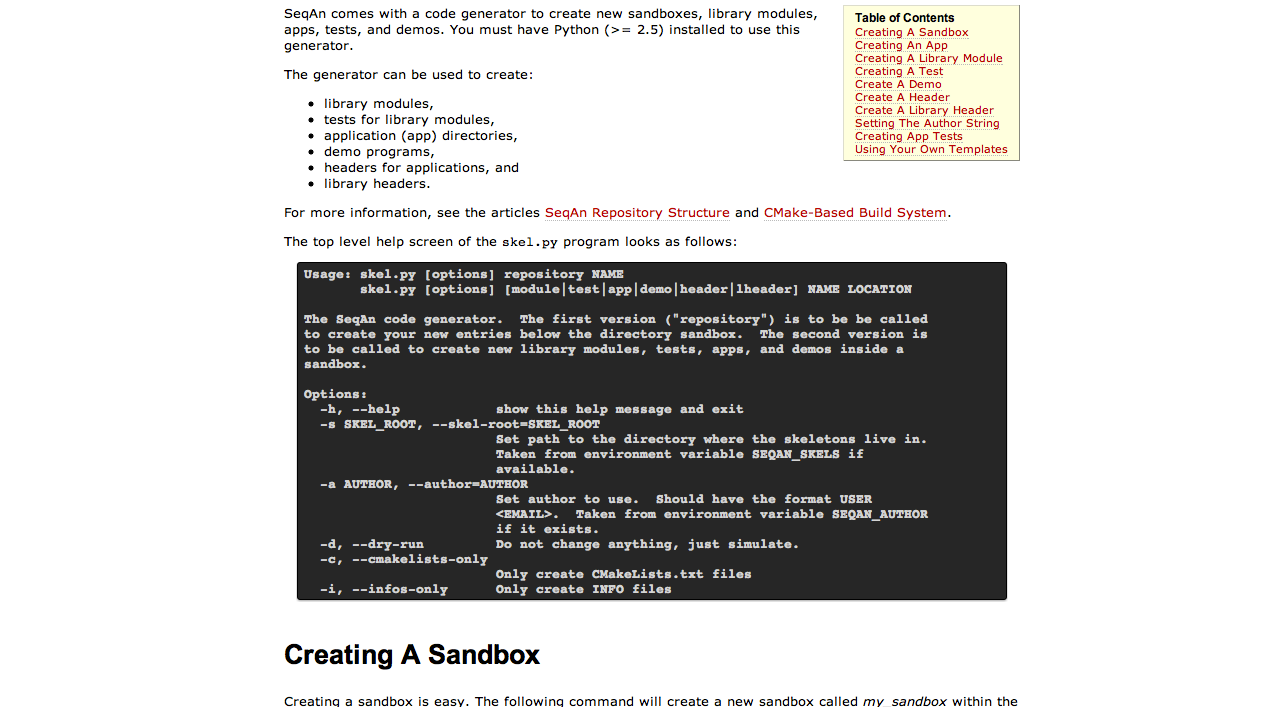 SeqAn comes with a code generator to create new sandboxes, library modules,
apps, tests, and demos. You must have Python (>= 2.5) installed to use this
generator.
Table of Contents
Creating A Sandbox
Creating An App
Creating A Library Module
Creating A Test
Create A Demo
Create A Header
Create A Library Header
Setting The Author String
Creating App Tests
Using Your Own Templates
The generator can be used to create:
• library modules,
• tests for library modules,
• application (app) directories,
• demo programs,
• headers for applications, and
• library headers.
For more information, see the articles SeqAn Repository Structure and CMake-Based Build System.
The top level help screen of the skel.py program looks as follows:
Usage: skel.py [options] repository NAME
       skel.py [options] [module|test|app|demo|header|lheader] NAME LOCATION
The SeqAn code generator.  The first version ("repository") is to be be called
to create your new entries below the directory sandbox.  The second version is
to be called to create new library modules, tests, apps, and demos inside a
sandbox.
Options:
  -h, --help            show this help message and exit
  -s SKEL_ROOT, --skel-root=SKEL_ROOT
                        Set path to the directory where the skeletons live in.
                        Taken from environment variable SEQAN_SKELS if
                        available.
  -a AUTHOR, --author=AUTHOR
                        Set author to use.  Should have the format USER
                        <EMAIL>.  Taken from environment variable SEQAN_AUTHOR
                        if it exists.
  -d, --dry-run         Do not change anything, just simulate.
  -c, --cmakelists-only
                        Only create CMakeLists.txt files
  -i, --infos-only      Only create INFO files
Creating A Sandbox
Creating a sandbox is easy. The following command will create a new sandbox called my_sandbox within the